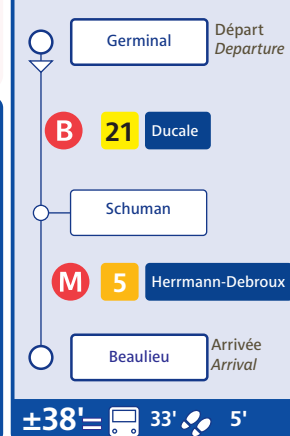 Germinal
Départ
Departure
B 21 Ducale
Schuman
M 5 Herrmann-Debroux
Beaulieu
Arrivée
Arrival
±38'= 33' 5'